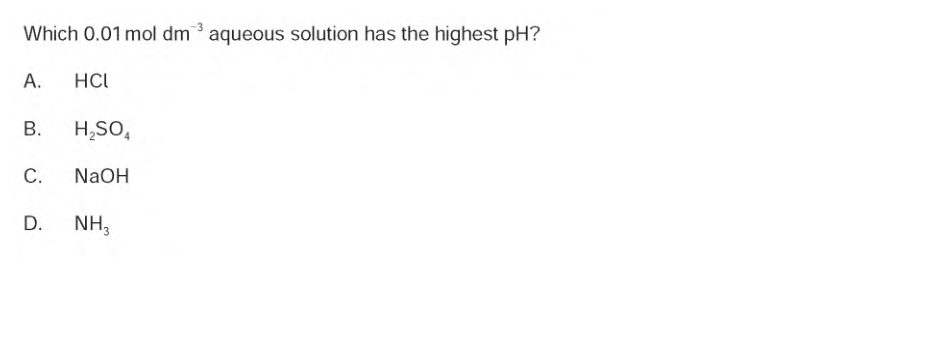 Which 0.01 mol dm⁻³ aqueous solution has the highest pH?
A. HCl
B. H₂SO₄
C. NaOH
D. NH₃